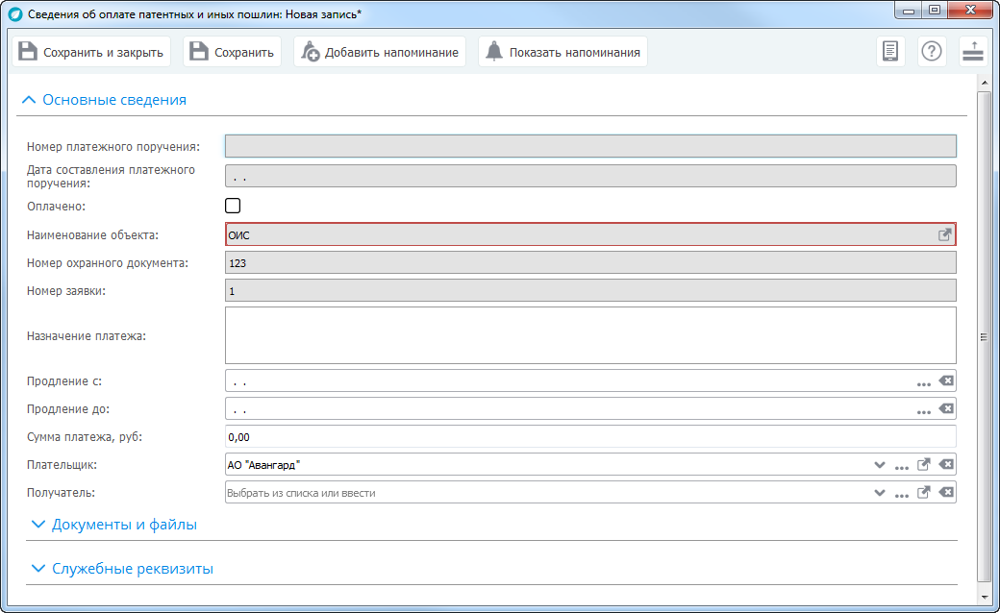 Сведения об оплате патентных и иных пошлин: Новая запись*
Сохранить и закрыть
Сохранить
Добавить напоминание
Показать напоминания
Основные сведения
Номер платежного поручения:
Дата составления платежного
поручения:
. .
Оплачено:
Наименование объекта:
ОИС
Номер охранного документа:
123
Номер заявки:
1
Назначение платежа:
Продление с:
. .
Продление до:
. .
Сумма платежа, руб:
0,00
Плательщик:
АО "Авангард"
Получатель:
Выбрать из списка или ввести
Документы и файлы
Служебные реквизиты